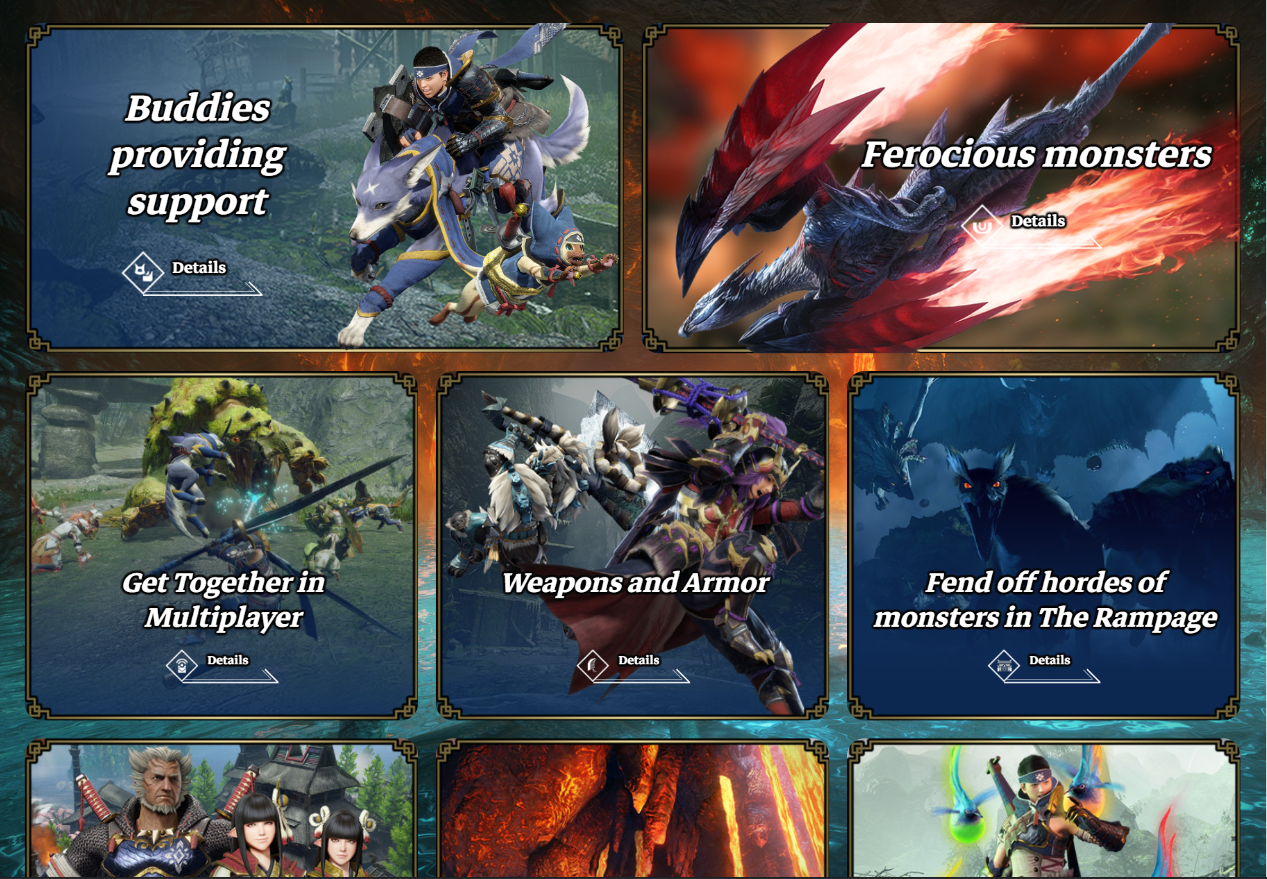 Buddies
providing
support
Details
Ferocious monsters
Details
Get Together in
Multiplayer
Details
Weapons and Armor
Details
Fend off hordes of
monsters in The Rampage
Details